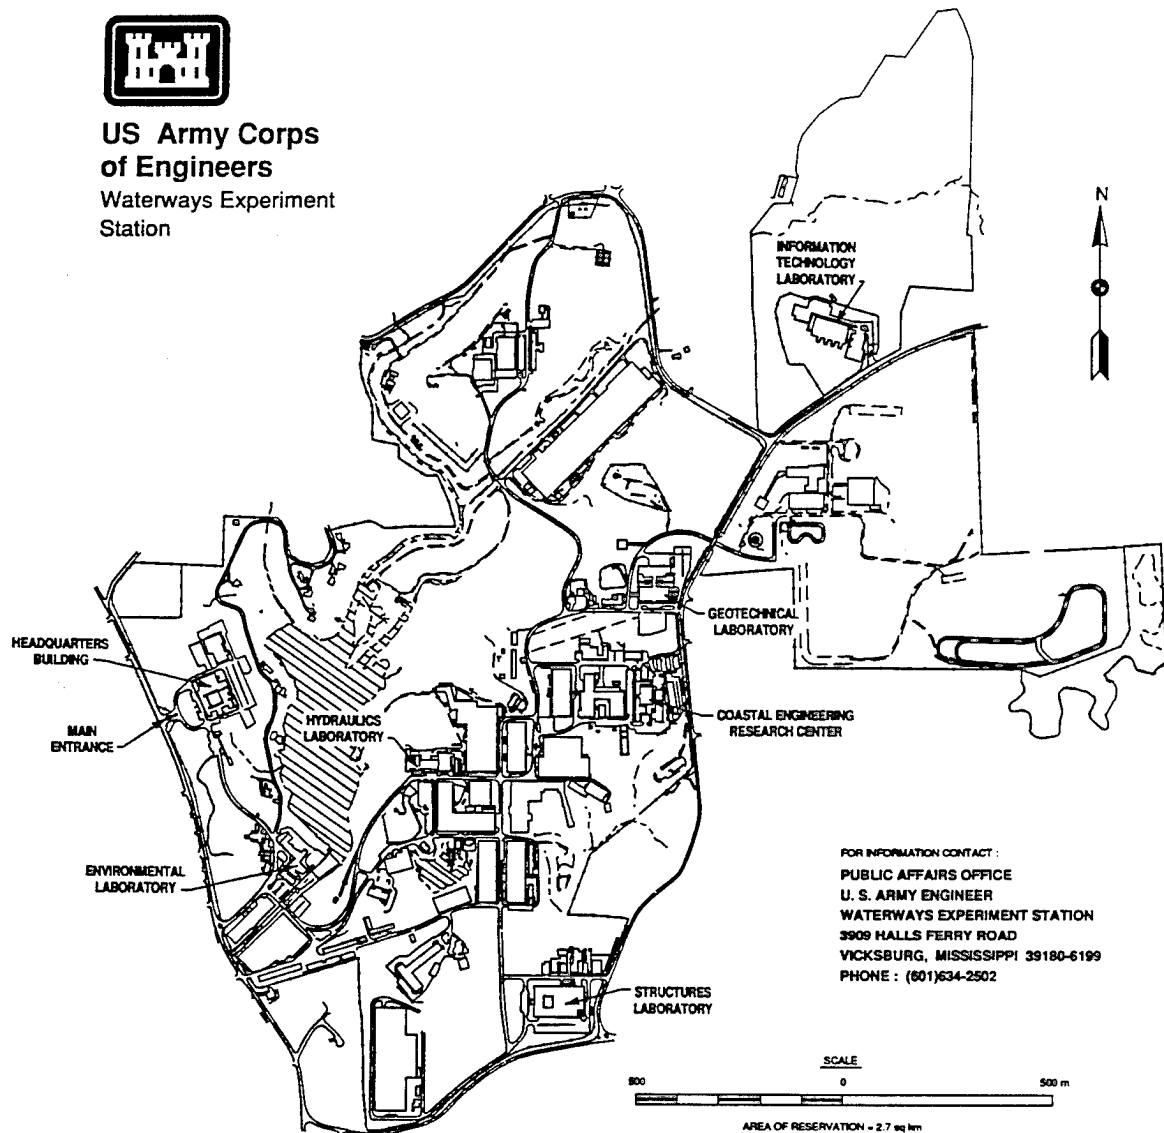 US Army Corps
of Engineers
Waterways Experiment
Station
N
INFORMATION
TECHNOLOGY
LABORATORY
GEOTECHNICAL
LABORATORY
HEADQUARTERS
BUILDING
MAIN
ENTRANCE
HYDRAULICS
LABORATORY
COASTAL ENGINEERING
RESEARCH CENTER
ENVIRONMENTAL
LABORATORY
STRUCTURES
LABORATORY
FOR INFORMATION CONTACT :
PUBLIC AFFAIRS OFFICE
U. S. ARMY ENGINEER
WATERWAYS EXPERIMENT STATION
3909 HALLS FERRY ROAD
VICKSBURG, MISSISSIPPI 39180-6199
PHONE : (601)634-2502
SCALE
500 0 500 m
AREA OF RESERVATION = 2.7 sq km